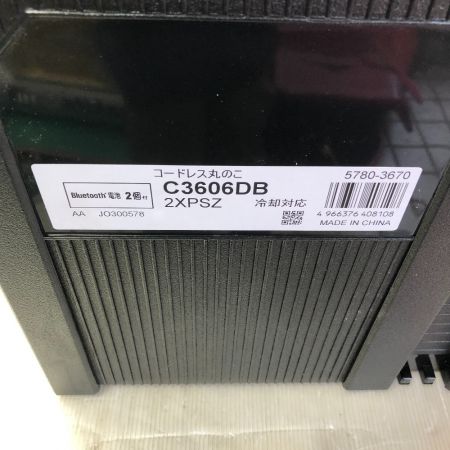 コードレス丸のこ
5780-3670
Bluetooth 電池 2個付
C3606DB
AA JO300578
2XPSZ 冷却対応
4 966376 408108
MADE IN CHINA